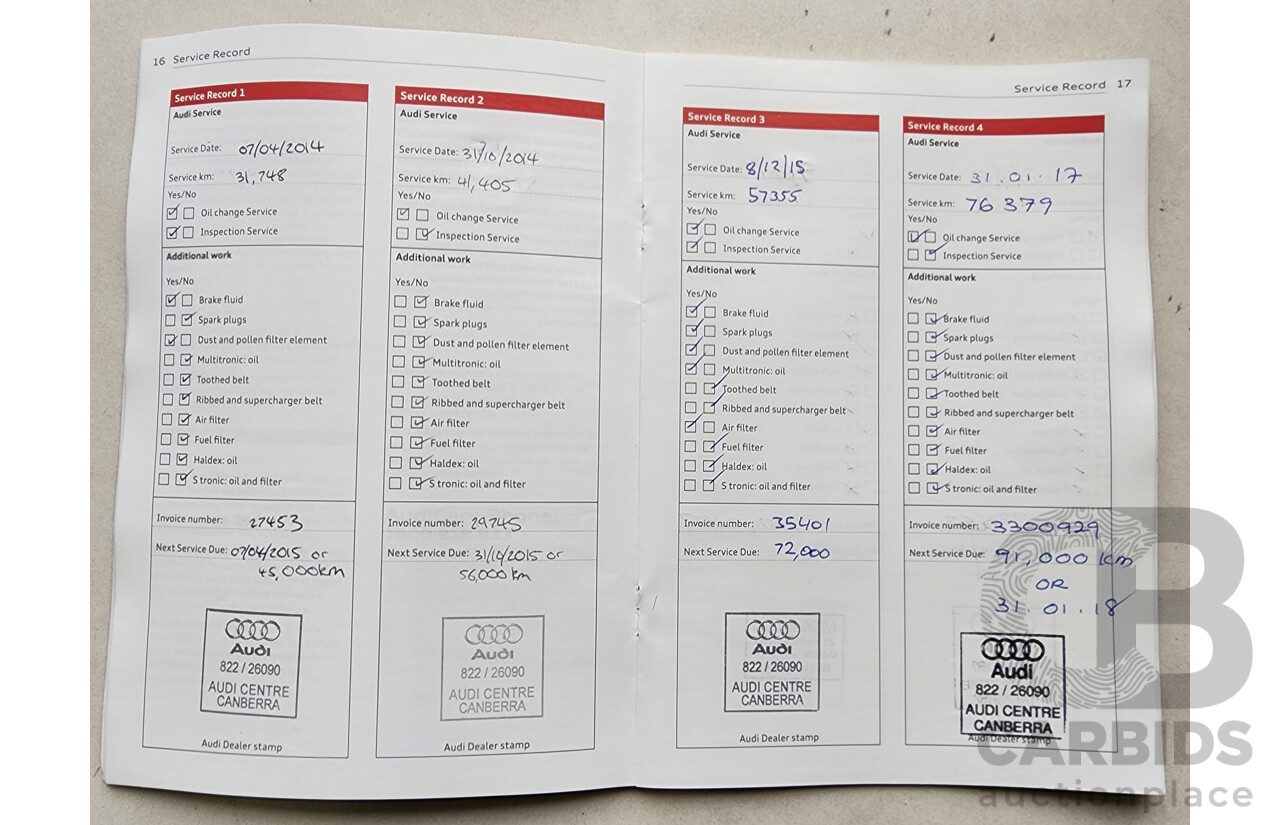 16 Service Record
Service Record 1
Audi Service
Service Date: 07/04/2014
Service km: 31,748
Yes/No
Oil change Service
Inspection Service
Additional work
Yes/No
Brake fluid
Spark plugs
Dust and pollen filter element
Multitronic: oil
Toothed belt
Ribbed and supercharger belt
Air filter
Fuel filter
Haldex: oil
S tronic: oil and filter
Invoice number: 27453
Next Service Due: 07/04/2015 or
45,000km
Audi
822 / 26090
AUDI CENTRE
CANBERRA
Audi Dealer stamp
Service Record 2
Audi Service
Service Date: 31/10/2014
Service km: 41,405
Yes/No
Oil change Service
Inspection Service
Additional work
Yes/No
Brake fluid
Spark plugs
Dust and pollen filter element
Multitronic: oil
Toothed belt
Ribbed and supercharger belt
Air filter
Fuel filter
Haldex: oil
S tronic: oil and filter
Invoice number: 29745
Next Service Due: 31/10/2015 or
56,000 km
Audi
822 / 26090
AUDI CENTRE
CANBERRA
Audi Dealer stamp
Service Record 17
Service Record 3
Audi Service
Service Date: 8/12/15
Service km: 57355
Yes/No
Oil change Service
Inspection Service
Additional work
Yes/No
Brake fluid
Spark plugs
Dust and pollen filter element
Multitronic: oil
Toothed belt
Ribbed and supercharger belt
Air filter
Fuel filter
Haldex: oil
S tronic: oil and filter
Invoice number: 35401
Next Service Due: 72,000
Audi
822 / 26090
AUDI CENTRE
CANBERRA
Audi Dealer stamp
Service Record 4
Audi Service
Service Date: 31.01.17
Service km: 76 379
Yes/No
Oil change Service
Inspection Service
Additional work
Yes/No
Brake fluid
Spark plugs
Dust and pollen filter element
Multitronic: oil
Toothed belt
Ribbed and supercharger belt
Air filter
Fuel filter
Haldex: oil
S tronic: oil and filter
Invoice number: 3300929
Next Service Due: 91,000 km
OR
31.01.18
Audi
822 / 26090
AUDI CENTRE
CANBERRA
Audi Dealer stamp
B
CARBIDS
auctionplace